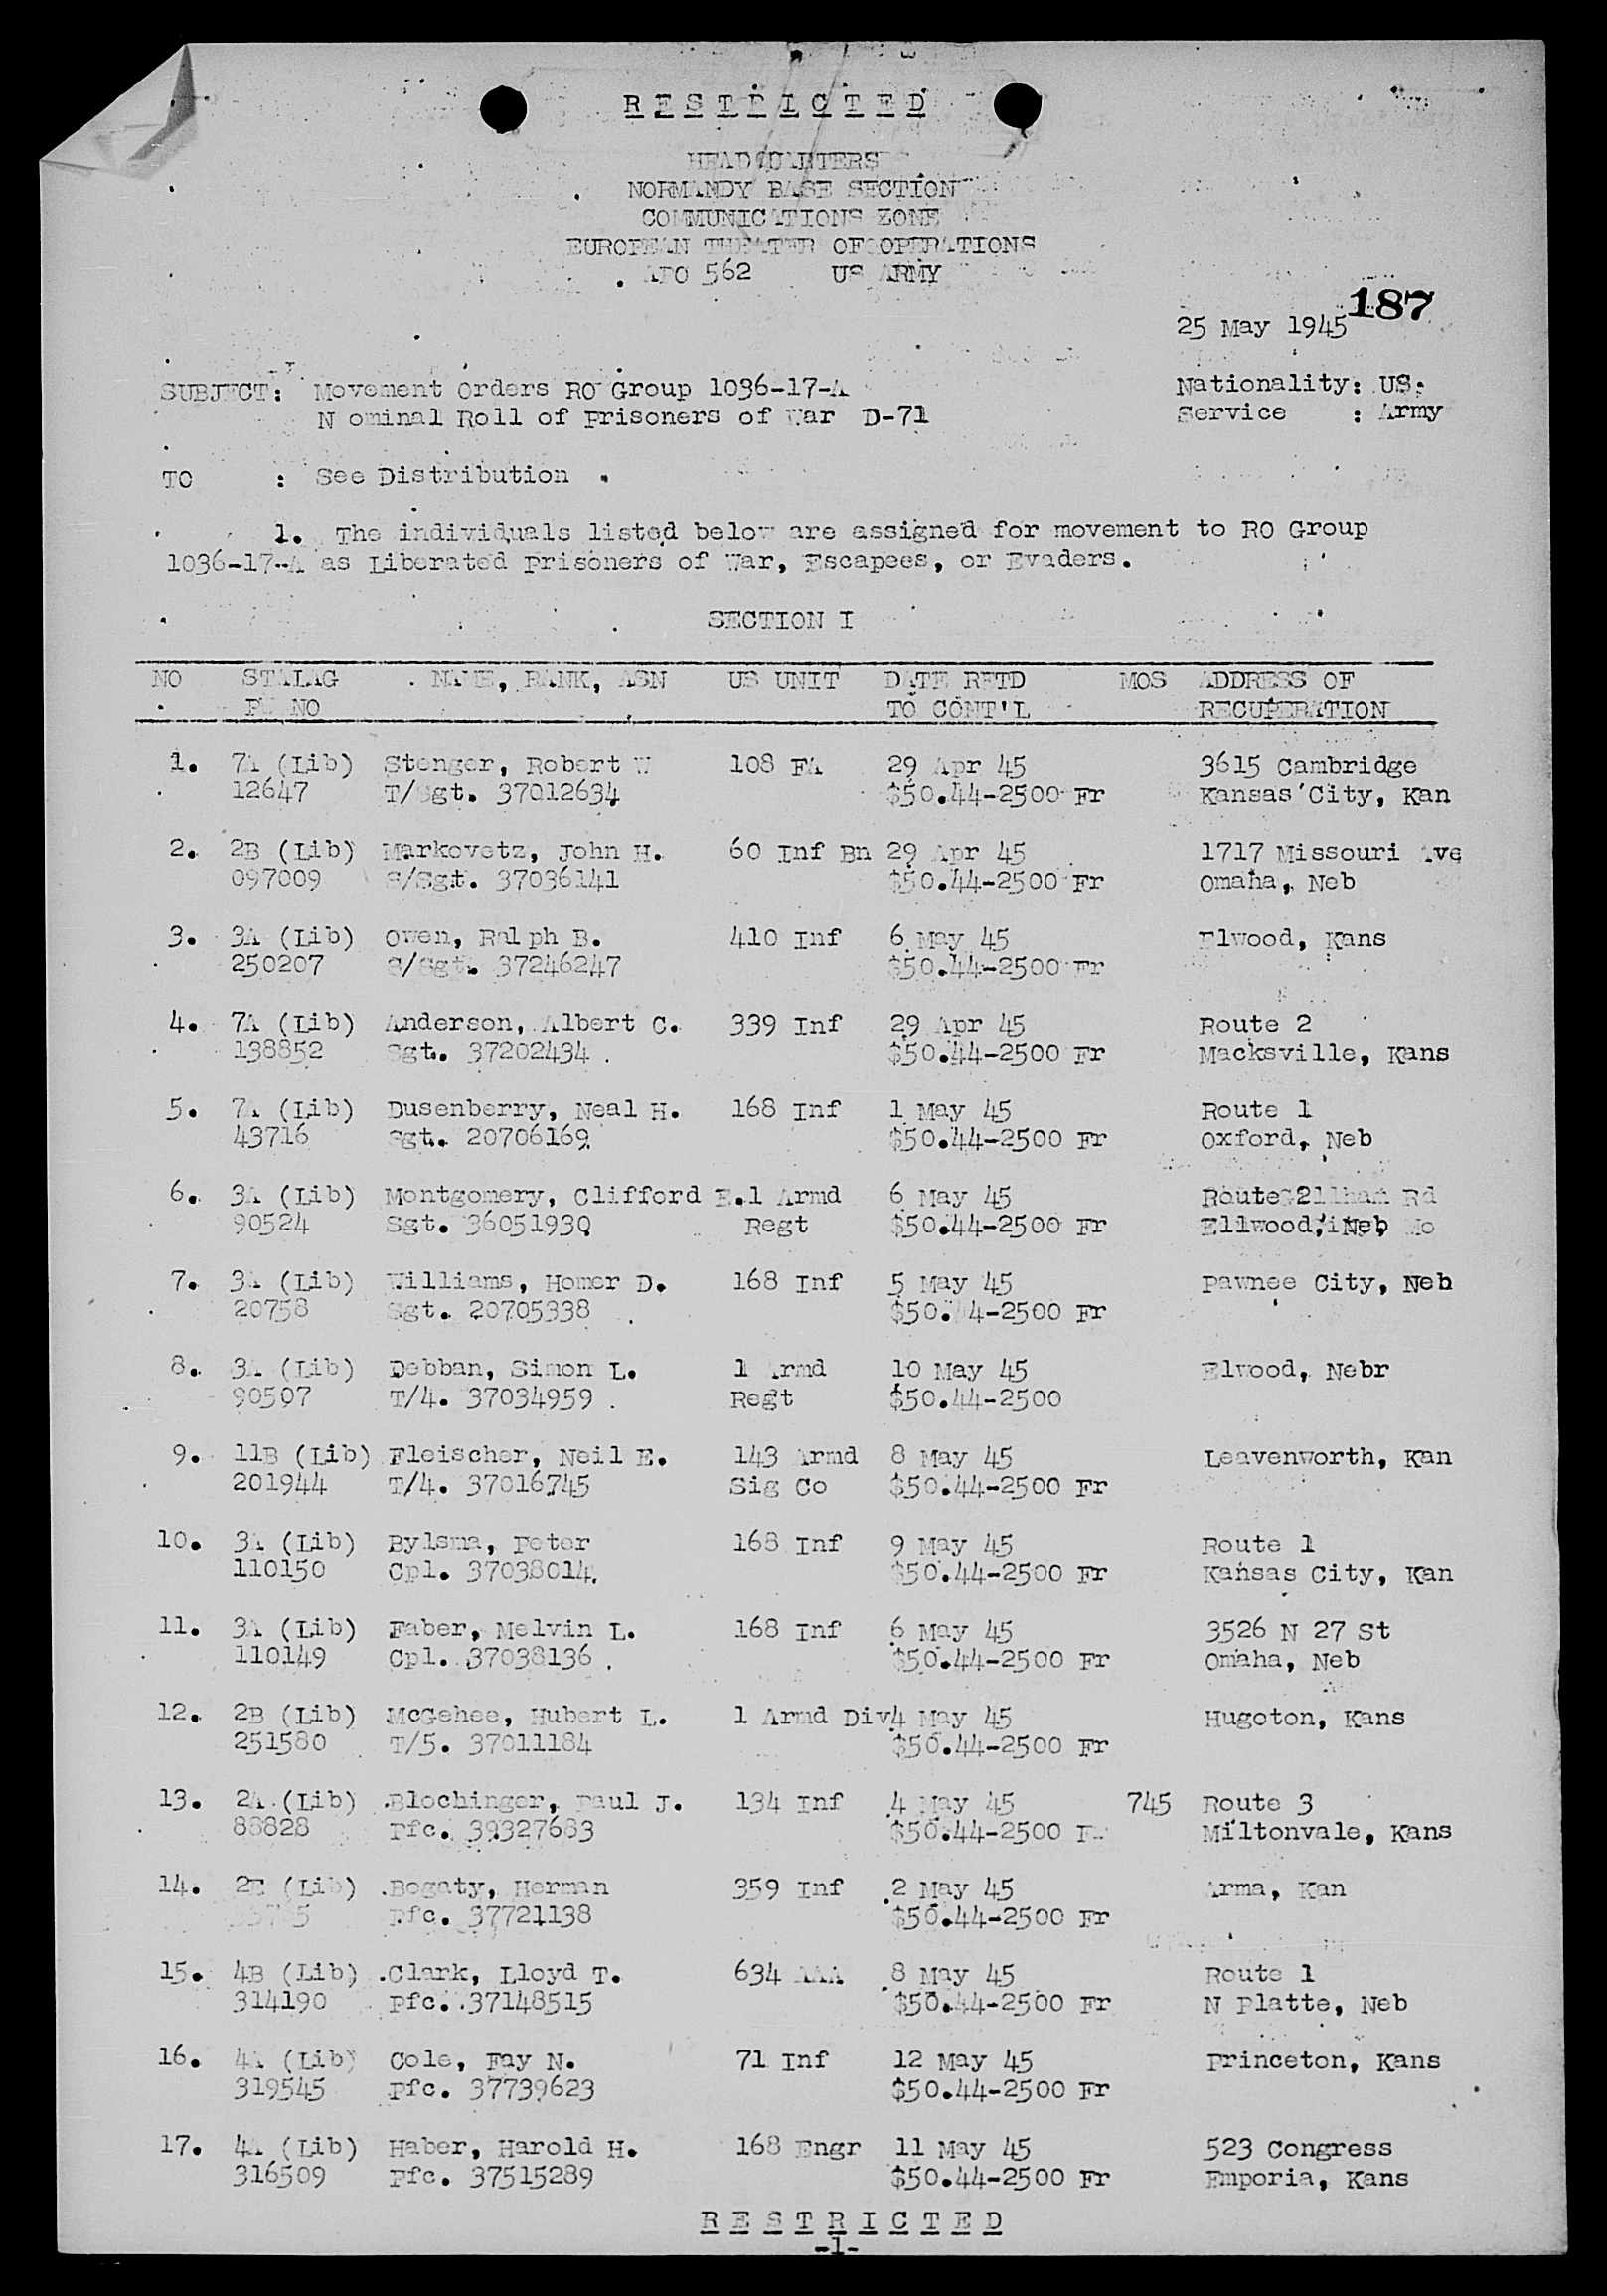 R E S T R I C T E D
HEADQUARTERS
NORMANDY BASE SECTION
COMMUNICATIONS ZONE
EUROPEAN THEATER OF OPERATIONS
APO 562 US ARMY
187
25 May 1945
SUBJECT: Movement Orders RO Group 1036-17-A Nationality: US
N ominal Roll of Prisoners of War D-71 Service : Army
TO : See Distribution .
1. The individuals listed below are assigned for movement to RO Group
1036-17-A as Liberated Prisoners of War, Escapees, or Evaders.
SECTION I
NO STALAG NAME, RANK, ASN US UNIT DATE RETD MOS ADDRESS OF
PW NO TO CONT'L RECUPERATION
1. 7A (Lib) Stenger, Robert W 108 FA 29 Apr 45 3615 Cambridge
12647 T/Sgt. 37012634 $50.44-2500 Fr Kansas City, Kan
2. 2B (Lib) Markovetz, John H. 60 Inf Bn 29 Apr 45 1717 Missouri Ave
097009 S/Sgt. 37036141 $50.44-2500 Fr Omaha, Neb
3. 3A (Lib) Owen, Ralph B. 410 Inf 6 May 45 Elwood, Kans
250207 S/Sgt. 37246247 $50.44-2500 Fr
4. 7A (Lib) Anderson, Albert C. 339 Inf 29 Apr 45 Route 2
138852 Sgt. 37202434 $50.44-2500 Fr Macksville, Kans
5. 7A (Lib) Dusenberry, Neal H. 168 Inf 1 May 45 Route 1
43716 Sgt. 20706169 $50.44-2500 Fr Oxford, Neb
6. 3A (Lib) Montgomery, Clifford E. 1 Armd 6 May 45 Route 2
90524 Sgt. 36051930 Regt $50.44-2500 Fr Ellwood, Neb
7. 3A (Lib) Williams, Homer D. 168 Inf 5 May 45 Pawnee City, Neb
20758 Sgt. 20705338 $50.44-2500 Fr
8. 3A (Lib) Debban, Simon L. 1 Armd 10 May 45 Elwood, Nebr
90507 T/4. 37034959 Regt $50.44-2500
9. 11B (Lib) Fleischer, Neil E. 143 Armd 8 May 45 Leavenworth, Kan
201944 T/4. 37016745 Sig Co $50.44-2500 Fr
10. 3A (Lib) Bylsma, Peter 168 Inf 9 May 45 Route 1
110150 Cpl. 37038014 $50.44-2500 Fr Kansas City, Kan
11. 3A (Lib) Faber, Melvin L. 168 Inf 6 May 45 3526 N 27 St
110149 Cpl. 37038136 $50.44-2500 Fr Omaha, Neb
12. 2B (Lib) McGehee, Hubert L. 1 Armd Div 4 May 45 Hugoton, Kans
251580 T/5. 37011184 $50.44-2500 Fr
13. 2A (Lib) Blochinger, Paul J. 134 Inf 4 May 45 745 Route 3
88828 Pfc. 39327683 $50.44-2500 Fr Miltonvale, Kans
14. 2E (Lib) Bogaty, Herman 359 Inf 2 May 45 Arma, Kan
Pfc. 37721138 $50.44-2500 Fr
15. 4B (Lib) Clark, Lloyd T. 634 AAA 8 May 45 Route 1
314190 Pfc. 37148515 $50.44-2500 Fr N Platte, Neb
16. 4A (Lib) Cole, Fay N. 71 Inf 12 May 45 Princeton, Kans
319545 Pfc. 37739623 $50.44-2500 Fr
17. 4A (Lib) Haber, Harold H. 168 Engr 11 May 45 523 Congress
316509 Pfc. 37515289 $50.44-2500 Fr Emporia, Kans
R E S T R I C T E D
-1-